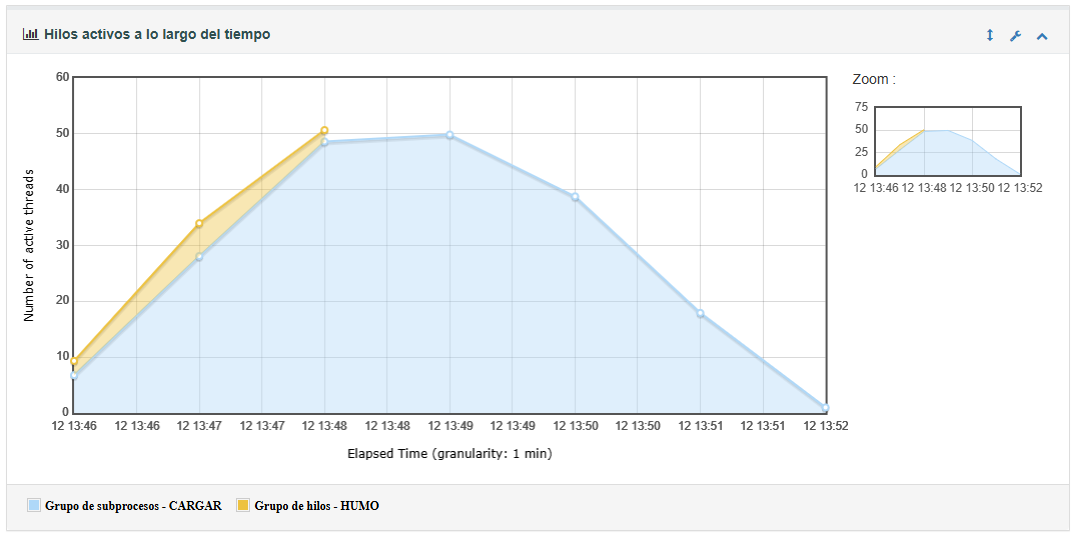 Hilos activos a lo largo del tiempo
Zoom :
60
50
40
30
20
10
0
Number of active threads
12 13:46 12 13:46 12 13:47 12 13:47 12 13:48 12 13:48 12 13:49 12 13:49 12 13:50 12 13:50 12 13:51 12 13:51 12 13:52
Elapsed Time (granularity: 1 min)
75
50
25
0
12 13:46 12 13:48 12 13:50 12 13:52
Grupo de subprocesos - CARGAR Grupo de hilos - HUMO